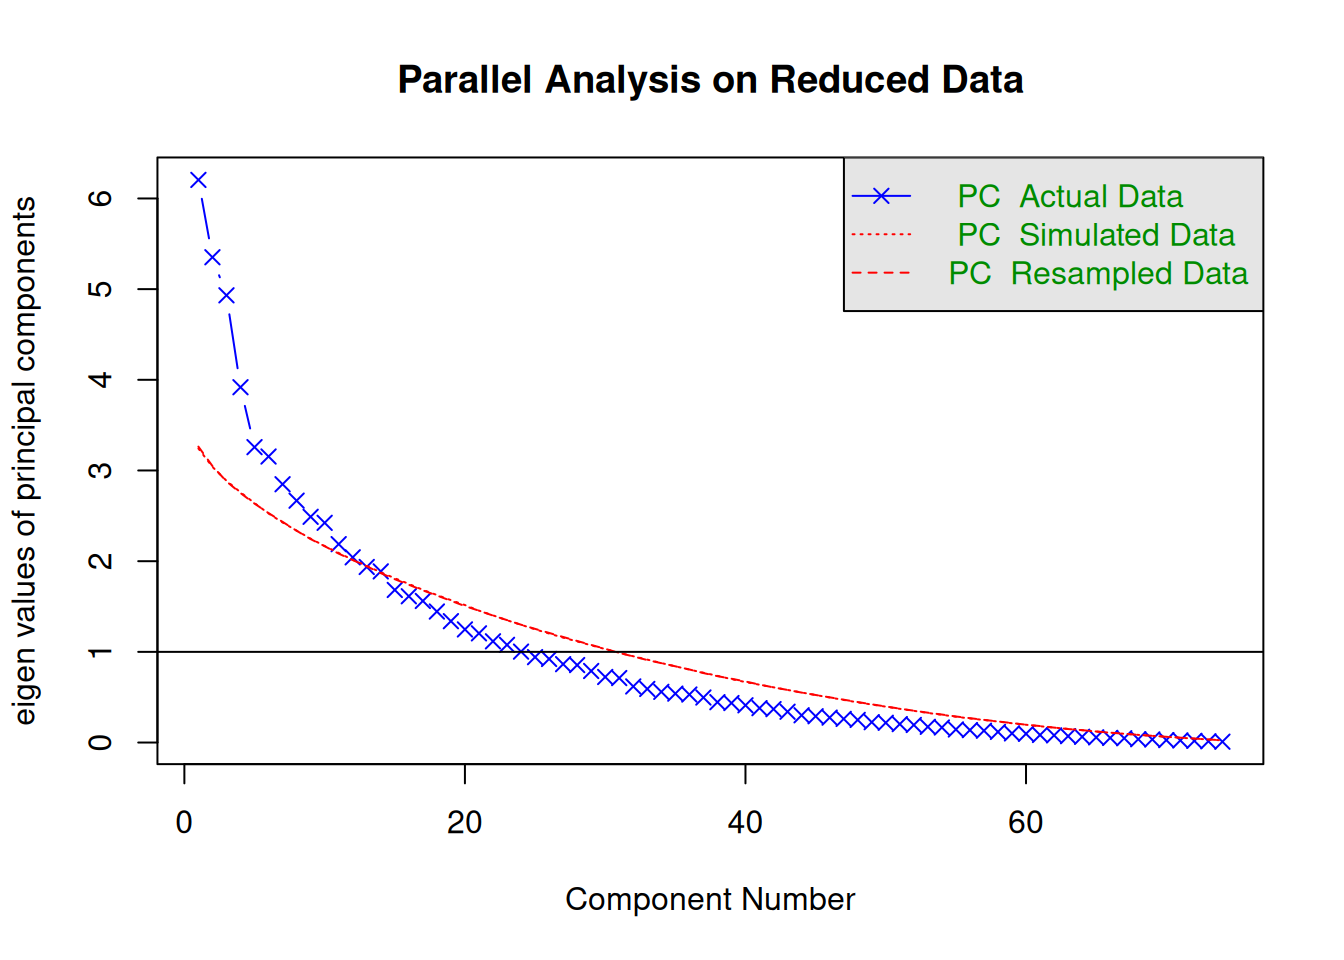 Parallel Analysis on Reduced Data
PC Actual Data
PC Simulated Data
PC Resampled Data
eigen values of principal components
6
5
4
3
2
1
0
0 20 40 60
Component Number